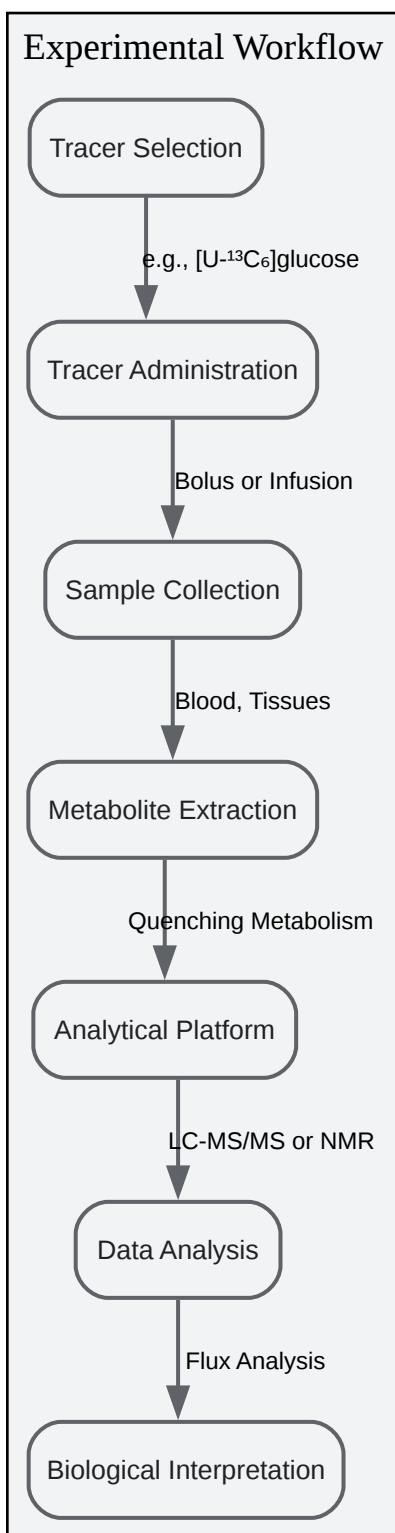 Experimental Workflow
Tracer Selection
e.g., [U-¹³C₆]glucose
Tracer Administration
Bolus or Infusion
Sample Collection
Blood, Tissues
Metabolite Extraction
Quenching Metabolism
Analytical Platform
LC-MS/MS or NMR
Data Analysis
Flux Analysis
Biological Interpretation